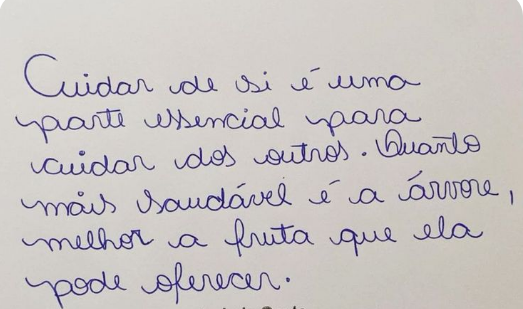 Cuidar de si é uma
parte essencial para
cuidar dos outros. Quanto
mais saudável é a árvore,
melhor a fruta que ela
pode oferecer.